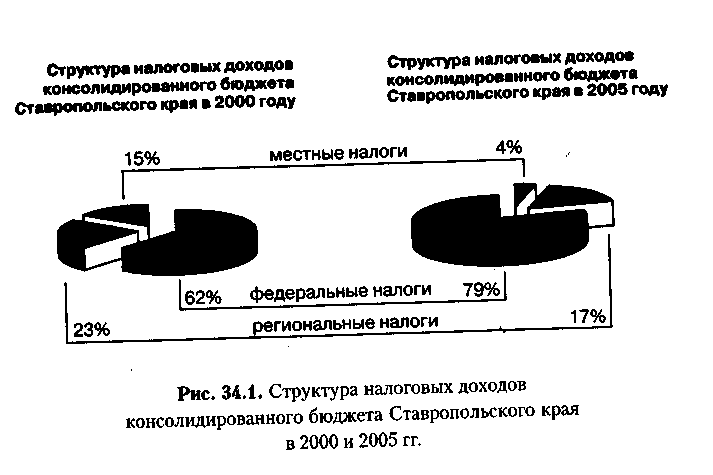 Структура налоговых доходов
консолидированного бюджета
Ставропольского края в 2000 году
Структура налоговых доходов
консолидированного бюджета
Ставропольского края в 2005 году
15% местные налоги 4%
62% федеральные налоги 79%
23% региональные налоги 17%
Рис. 34.1. Структура налоговых доходов
консолидированного бюджета Ставропольского края
в 2000 и 2005 гг.